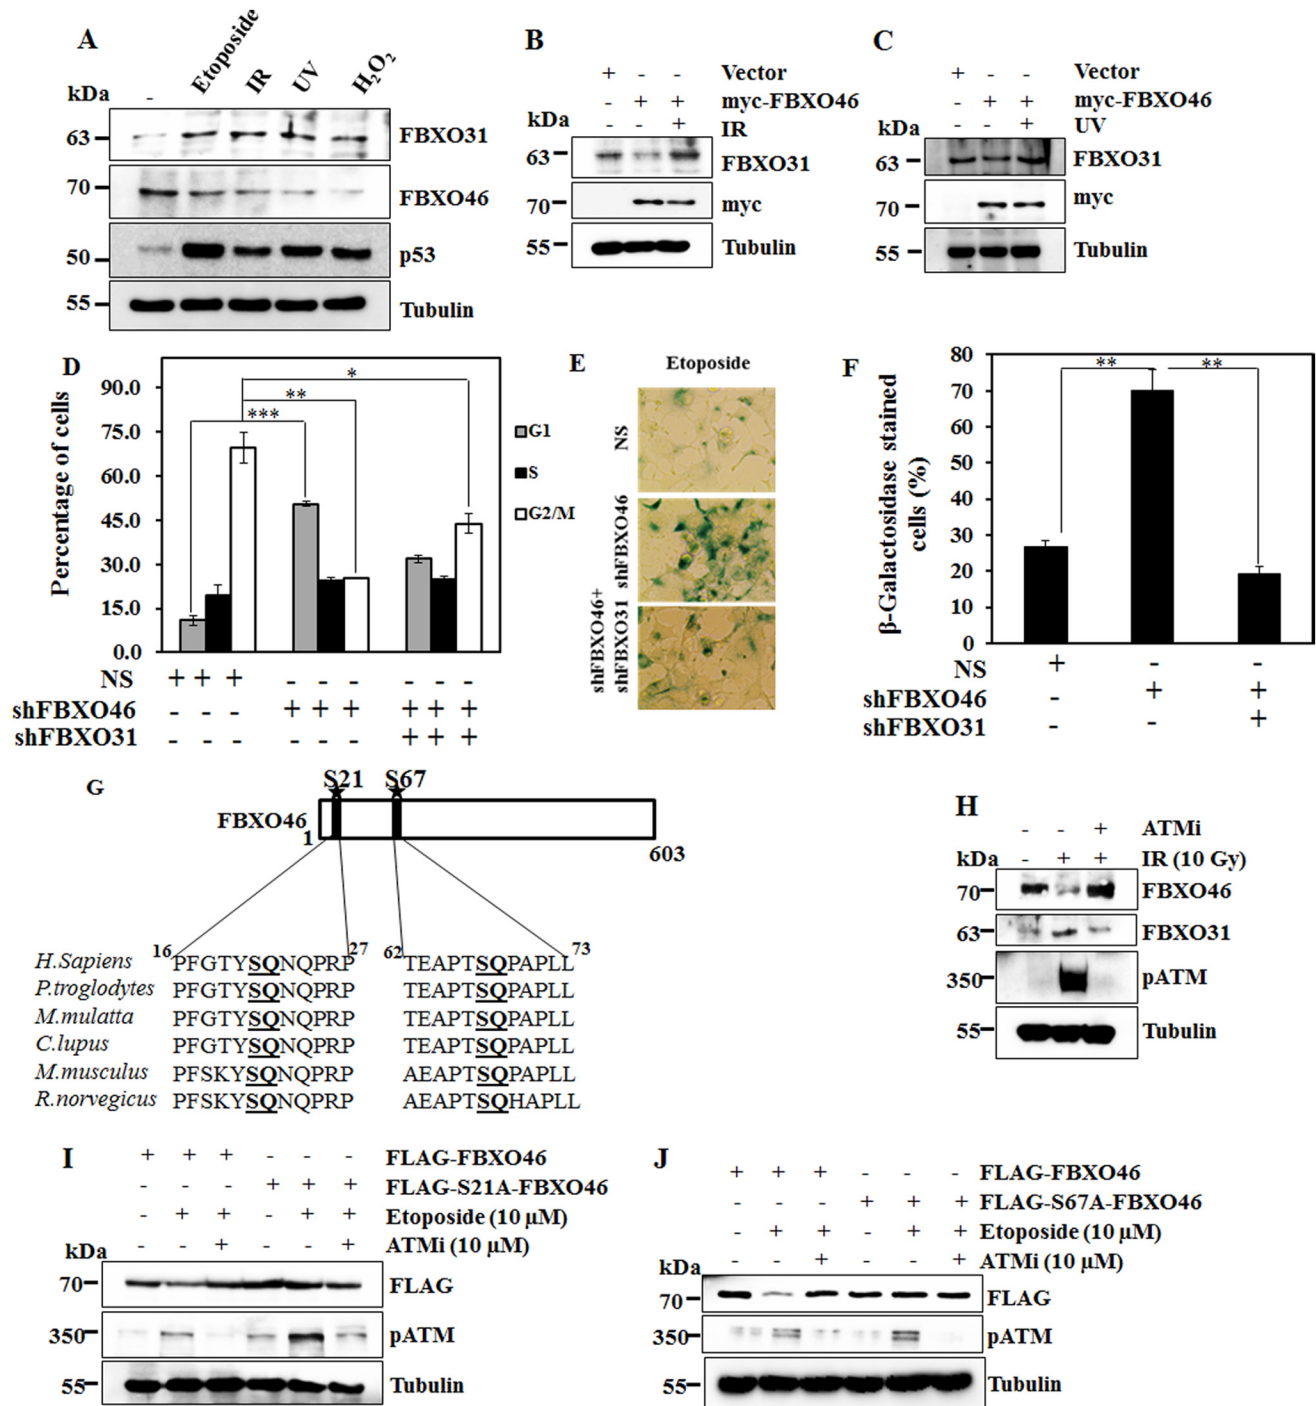 A
Etoposide
IR
UV
H2O2
kDa
-
63
FBXO31
70
FBXO46
50
p53
55
Tubulin
B
+ - - Vector
- + + myc-FBXO46
kDa - - + IR
63 FBXO31
70 myc
55 Tubulin
C
+ - - Vector
- + + myc-FBXO46
kDa - - + UV
63 FBXO31
70 myc
55 Tubulin
D
Percentage of cells
90.0
75.0
60.0
45.0
30.0
15.0
0.0
*
**
***
G1
S
G2/M
NS + + + - - - - - -
shFBXO46 - - - + + + + + +
shFBXO31 - - - - - - + + +
E
Etoposide
NS
shFBXO46
shFBXO46+
shFBXO31
F
β-Galactosidase stained
cells (%)
80
70
60
50
40
30
20
10
0
** **
NS + - -
shFBXO46 - + +
shFBXO31 - - +
G
S21 S67
FBXO46
1 603
16 27 62 73
H.Sapiens PFGTYSQNQPRP TEAPTSQPAPLL
P.troglodytes PFGTYSQNQPRP TEAPTSQPAPLL
M.mulatta PFGTYSQNQPRP TEAPTSQPAPLL
C.lupus PFGTYSQNQPRP TEAPTSQPAPLL
M.musculus PFSKYSQNQPRP AEAPTSQPAPLL
R.norvegicus PFSKYSQNQPRP AEAPTSQHAPLL
H
- - + ATMi
kDa - + + IR (10 Gy)
70 FBXO46
63 FBXO31
350 pATM
55 Tubulin
I
+ + + - - - FLAG-FBXO46
- - - + + + FLAG-S21A-FBXO46
- + + - + + Etoposide (10 µM)
kDa - - + - - + ATMi (10 µM)
70 FLAG
350 pATM
55 Tubulin
J
+ + + - - - FLAG-FBXO46
- - - + + + FLAG-S67A-FBXO46
- + + - + + Etoposide (10 µM)
kDa - - + - - + ATMi (10 µM)
70 FLAG
350 pATM
55 Tubulin